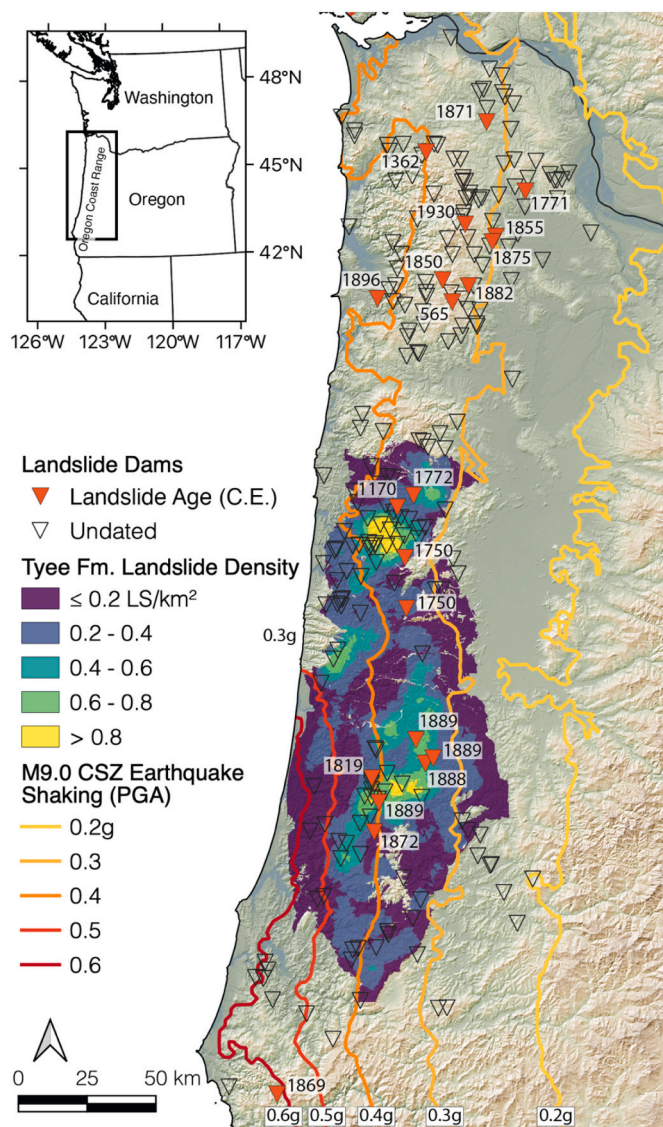 48°N
Washington
45°N
Oregon Coast Range
Oregon
42°N
California
126°W
123°W
120°W
117°W
1871
1362
1771
1930
1855
1875
1850
1896
1882
565
Landslide Dams
Landslide Age (C.E.)
Undated
Tyee Fm. Landslide Density
≤ 0.2 LS/km²
0.2 - 0.4
0.4 - 0.6
0.6 - 0.8
> 0.8
M9.0 CSZ Earthquake
Shaking (PGA)
0.2g
0.3
0.4
0.5
0.6
0 25 50 km
1772
1170
1750
1750
0.3g
1889
1889
1819
1888
1889
1872
1869
0.6g
0.5g
0.4g
0.3g
0.2g